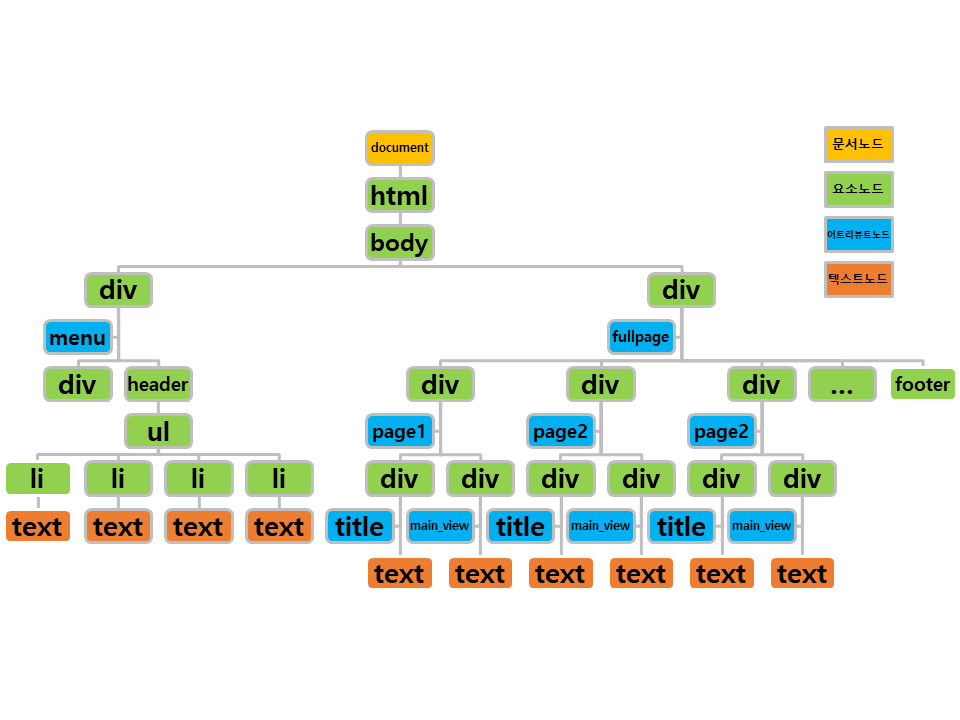 document
문서노드
html
요소노드
body
어트리뷰트노드
텍스트노드
div
div
menu
fullpage
div
header
div
div
div
...
footer
ul
page1
page2
page2
li
li
li
li
div
div
div
div
div
div
text
text
text
text
title
main_view
title
main_view
title
main_view
text
text
text
text
text
text